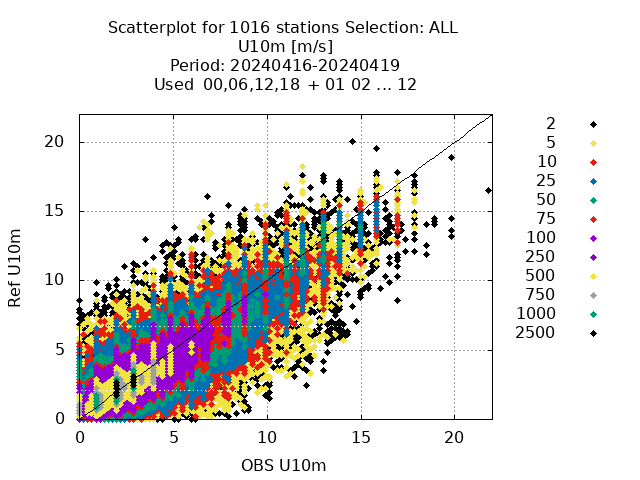 Scatterplot for 1016 stations Selection: ALL
U10m [m/s]
Period: 20240416-20240419
Used 00,06,12,18 + 01 02 ... 12
Ref U10m
20
15
10
5
0
0 5 10 15 20
OBS U10m
2
5
10
25
50
75
100
250
500
750
1000
2500